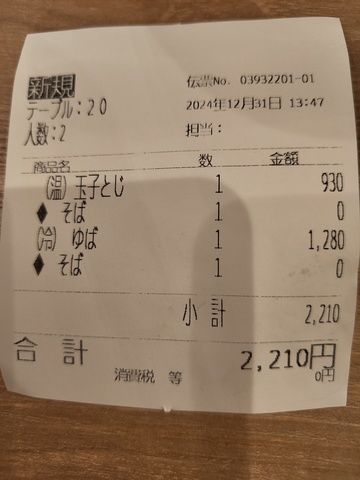 新規 伝票No. 03932201-01
テーブル:20 2024年12月31日 13:47
人数:2 担当:
商品名 数 金額
(温) 玉子とじ 1 930
◆ そば 1 0
(冷) ゆば 1 1,280
◆ そば 1 0
小 計 2,210
合 計 2,210円
消費税 等 0円